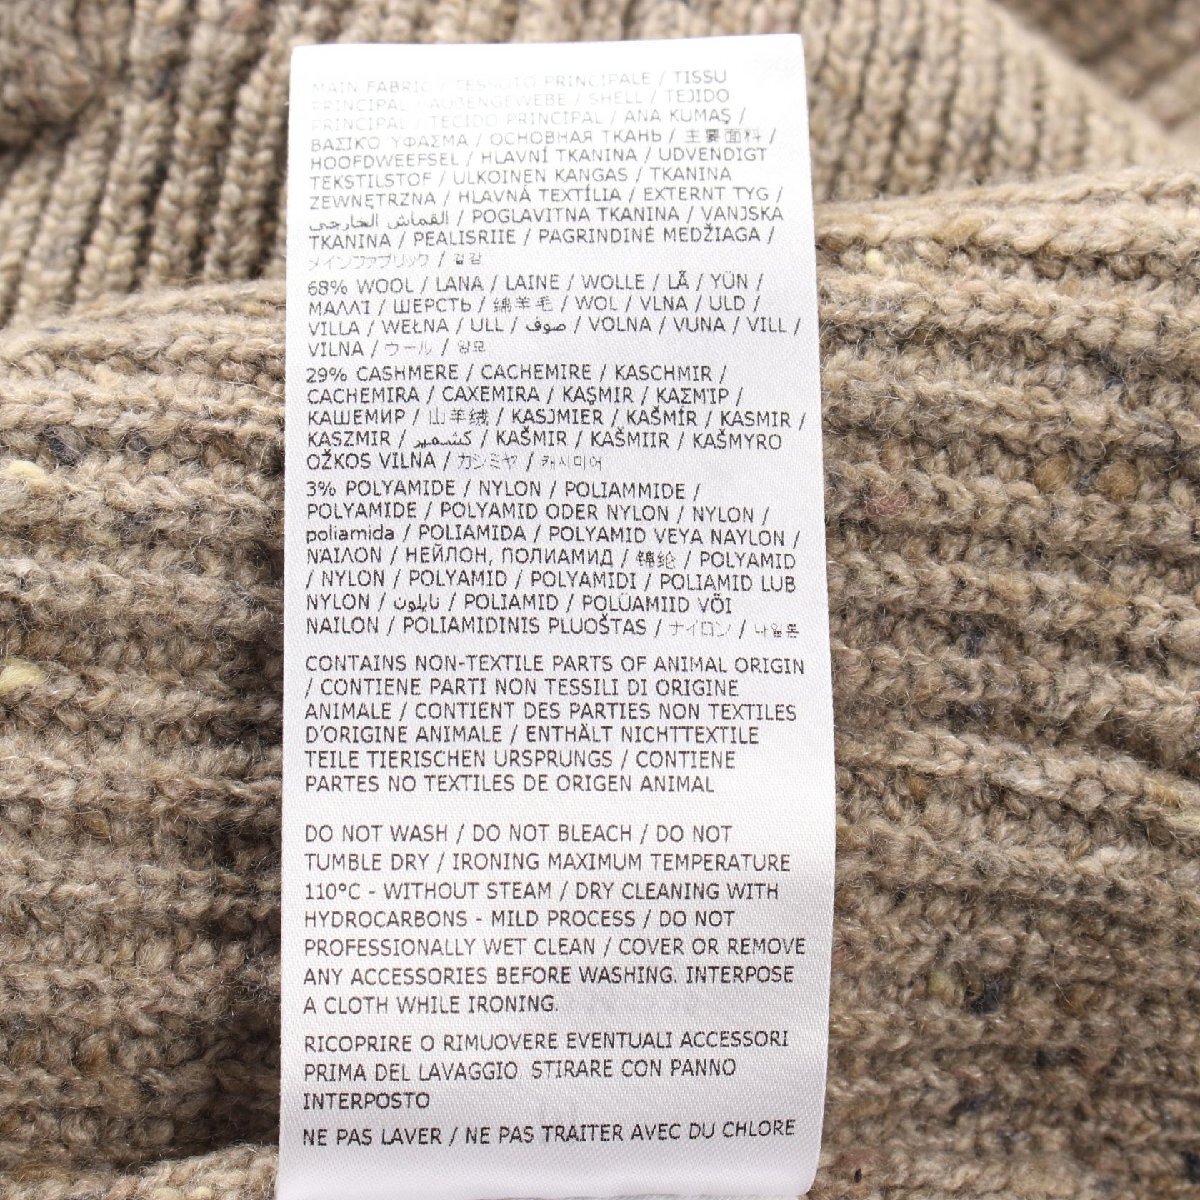 MAIN FABRIC / TESSUTO PRINCIPALE / TISSU
PRINCIPAL / AUßENGEWEBE / SHELL / TEJIDO
PRINCIPAL / TECIDO PRINCIPAL / ANA KUMAŞ /
ΒΑΣΙΚΟ ΎΦΑΣΜΑ / ОСНОВНАЯ ТКАНЬ / 主要面料 /
HOOFDWEEFSEL / HLAVNÍ TKANINA / UDVENDIGT
TEKSTILSTOF / ULKOINEN KANGAS / TKANINA
ZEWNĘTRZNA / HLAVNÁ TEXTÍLIA / EXTERNT TYG /
القماش الخارجي / POGLAVITNA TKANINA / VANJSKA
TKANINA / PEALISRIIE / PAGRINDINĖ MEDŽIAGA /
メインファブリック / 겉감
68% WOOL / LANA / LAINE / WOLLE / LÃ / YÜN /
ΜΑΛΛΊ / ШЕРСТЬ / 绵羊毛 / WOL / VLNA / ULD /
VILLA / WEŁNA / ULL / صوف / VOLNA / VUNA / VILL /
VILNA / ウール / 양모
29% CASHMERE / CACHEMIRE / KASCHMIR /
CACHEMIRA / CAXEMIRA / KAŞMIR / ΚΑΣΜΊΡ /
КАШЕМИР / 山羊绒 / KASJMIER / KAŠMÍR / KASMIR /
KASZMIR / كشمير / KAŠMIR / KAŠMIIR / KAŠMYRO
OŽKOS VILNA / カシミヤ / 캐시미어
3% POLYAMIDE / NYLON / POLIAMMIDE /
POLYAMIDE / POLYAMID ODER NYLON / NYLON /
poliamida / POLIAMIDA / POLYAMID VEYA NAYLON /
ΝΑΙΛΟΝ / НЕЙЛОН, ПОЛИАМИД / 锦纶 / POLYAMID
/ NYLON / POLYAMID / POLYAMIDI / POLIAMID LUB
NYLON / نايلون / POLIAMID / POLÜAMIID VÕI
NAILON / POLIAMIDINIS PLUOŠTAS / ナイロン / 나일론
CONTAINS NON-TEXTILE PARTS OF ANIMAL ORIGIN
/ CONTIENE PARTI NON TESSILI DI ORIGINE
ANIMALE / CONTIENT DES PARTIES NON TEXTILES
D'ORIGINE ANIMALE / ENTHÄLT NICHTTEXTILE
TEILE TIERISCHEN URSPRUNGS / CONTIENE
PARTES NO TEXTILES DE ORIGEN ANIMAL
DO NOT WASH / DO NOT BLEACH / DO NOT
TUMBLE DRY / IRONING MAXIMUM TEMPERATURE
110°C - WITHOUT STEAM / DRY CLEANING WITH
HYDROCARBONS - MILD PROCESS / DO NOT
PROFESSIONALLY WET CLEAN / COVER OR REMOVE
ANY ACCESSORIES BEFORE WASHING. INTERPOSE
A CLOTH WHILE IRONING.
RICOPRIRE O RIMUOVERE EVENTUALI ACCESSORI
PRIMA DEL LAVAGGIO. STIRARE CON PANNO
INTERPOSTO
NE PAS LAVER / NE PAS TRAITER AVEC DU CHLORE